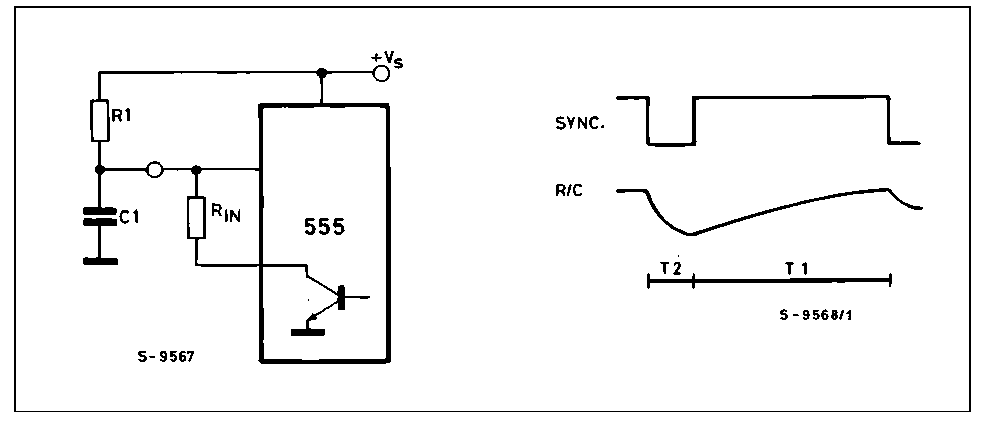 +VS
R1
C1
RIN
555
S-9567
SYNC.
R/C
T2
T1
S-9568/1